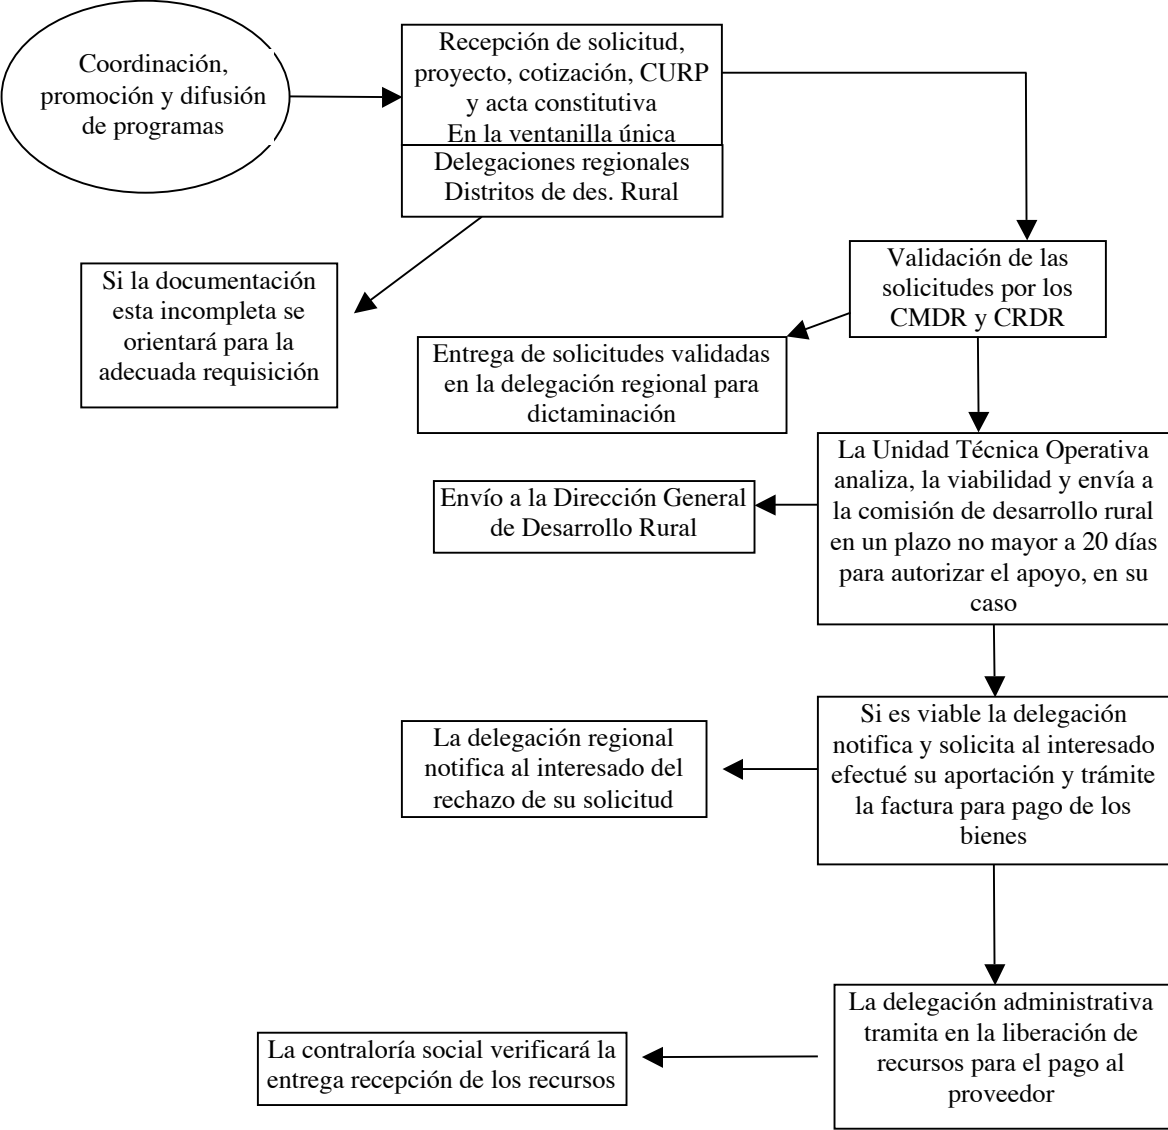 Coordinación,
promoción y difusión
de programas
Recepción de solicitud,
proyecto, cotización, CURP
y acta constitutiva
En la ventanilla única
Delegaciones regionales
Distritos de des. Rural
Si la documentación
esta incompleta se
orientará para la
adecuada requisición
Validación de las
solicitudes por los
CMDR y CRDR
Entrega de solicitudes validadas
en la delegación regional para
dictaminación
La Unidad Técnica Operativa
analiza, la viabilidad y envía a
la comisión de desarrollo rural
en un plazo no mayor a 20 días
para autorizar el apoyo, en su
caso
Envío a la Dirección General
de Desarrollo Rural
Si es viable la delegación
notifica y solicita al interesado
efectué su aportación y trámite
la factura para pago de los
bienes
La delegación regional
notifica al interesado del
rechazo de su solicitud
La delegación administrativa
tramita en la liberación de
recursos para el pago al
proveedor
La contraloría social verificará la
entrega recepción de los recursos